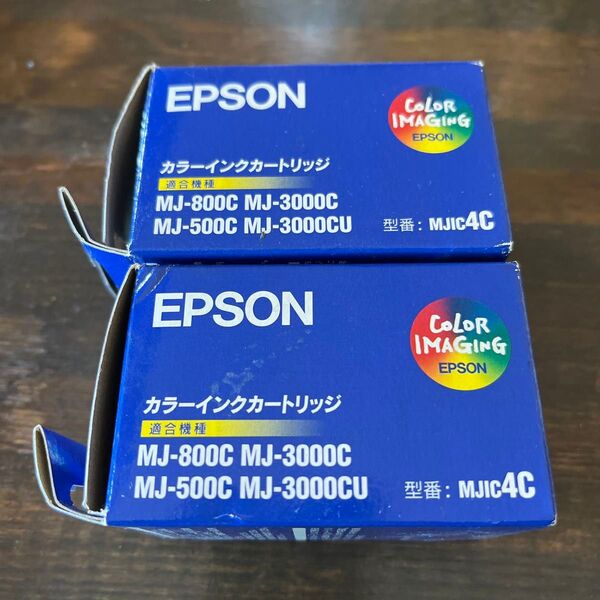 EPSON
COLOR
IMAGING
EPSON
カラーインクカートリッジ
適合機種
MJ-800C MJ-3000C
MJ-500C MJ-3000CU
型番：MJIC4C
EPSON
COLOR
IMAGING
EPSON
カラーインクカートリッジ
適合機種
MJ-800C MJ-3000C
MJ-500C MJ-3000CU
型番：MJIC4C